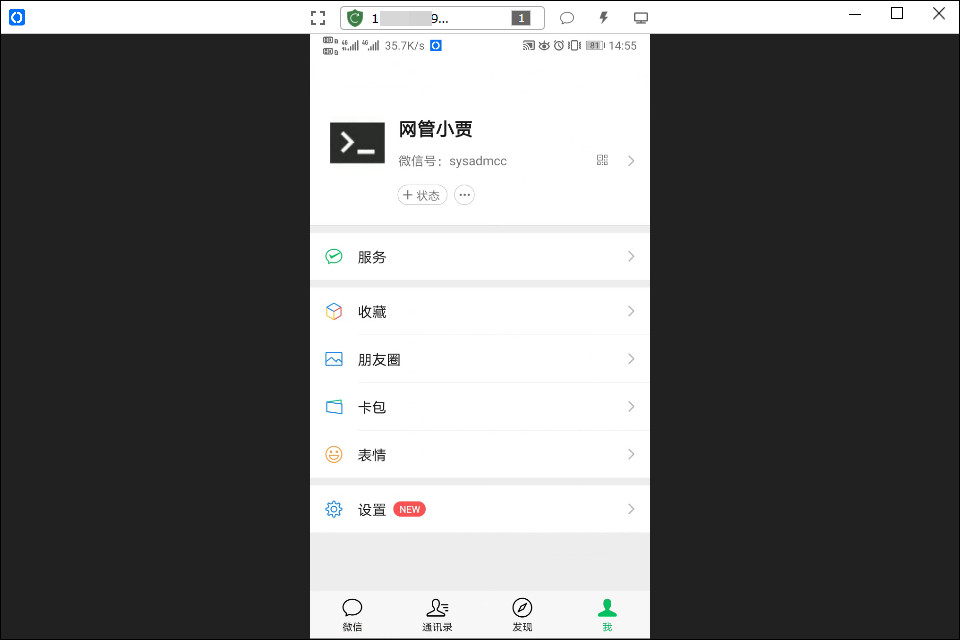 1 9... 1
35.7K/s 81 14:55
网管小贾
微信号：sysadmcc
+ 状态
服务
收藏
朋友圈
卡包
表情
设置 NEW
微信 通讯录 发现 我